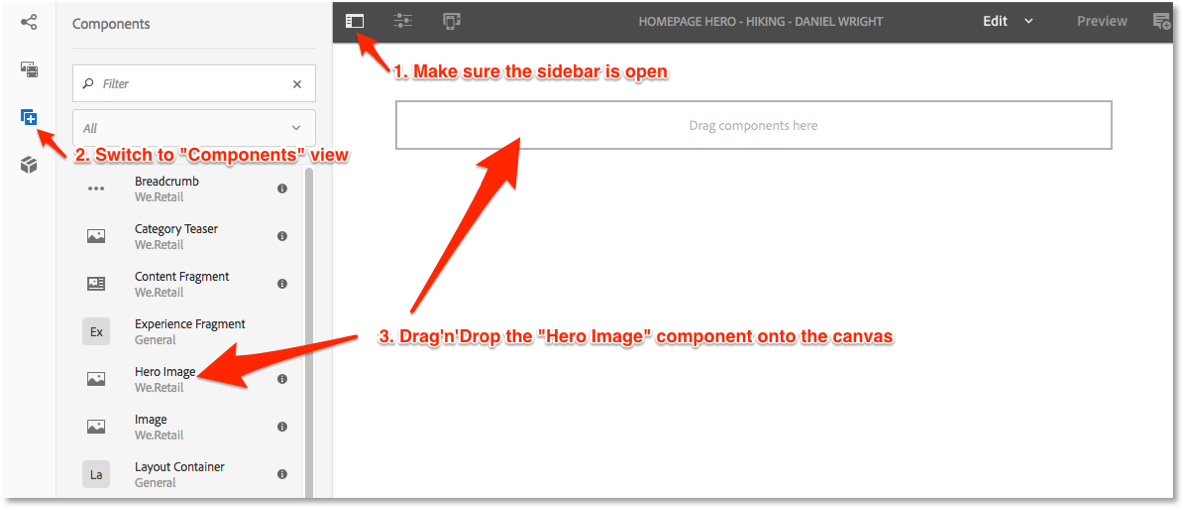 Components
HOMEPAGE HERO - HIKING - DANIEL WRIGHT
Edit
Preview
1. Make sure the sidebar is open
Filter
All
Drag components here
2. Switch to "Components" view
Breadcrumb
We.Retail
Category Teaser
We.Retail
Content Fragment
We.Retail
Ex
Experience Fragment
General
3. Drag'n'Drop the "Hero Image" component onto the canvas
Hero Image
We.Retail
Image
We.Retail
La
Layout Container
General